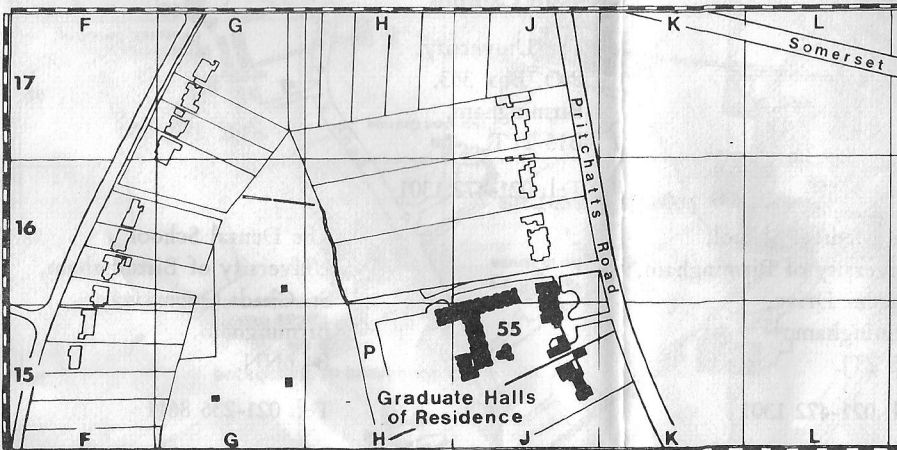 F G H J K L
17
Somerset
Pritchatts Road
16
55
P
15
Graduate Halls
of Residence
F G H J K L